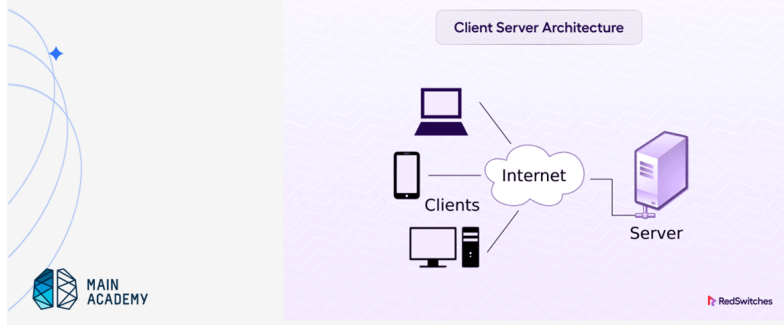 Client Server Architecture
Internet
Clients
Server
MAIN
ACADEMY
RedSwitches